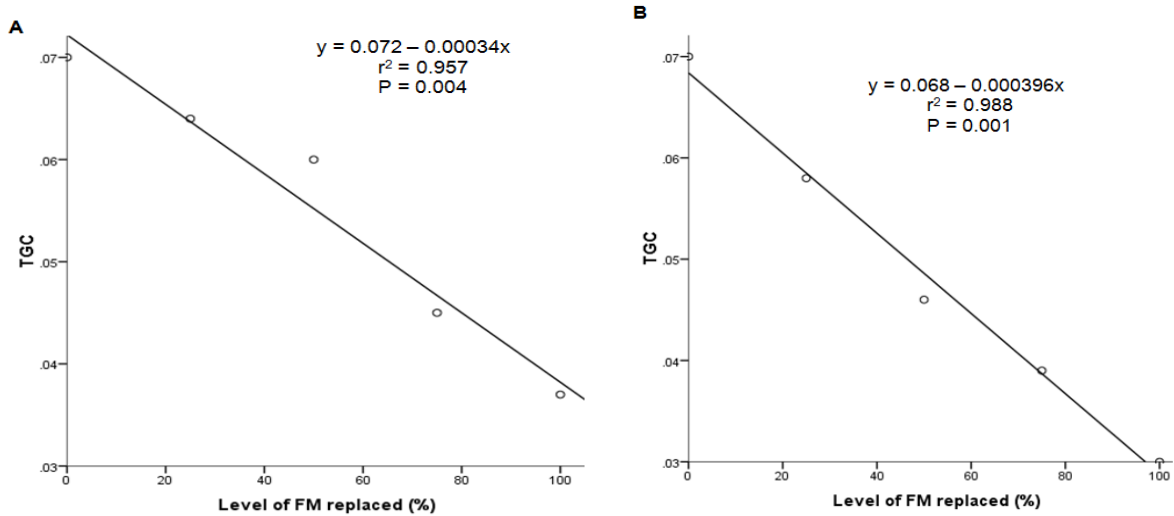 A
y = 0.072 – 0.00034x
r² = 0.957
P = 0.004
.07
.06
.05
.04
.03
TGC
0 20 40 60 80 100
Level of FM replaced (%)
B
y = 0.068 – 0.000396x
r² = 0.988
P = 0.001
.07
.06
.05
.04
.03
TGC
0 20 40 60 80 100
Level of FM replaced (%)